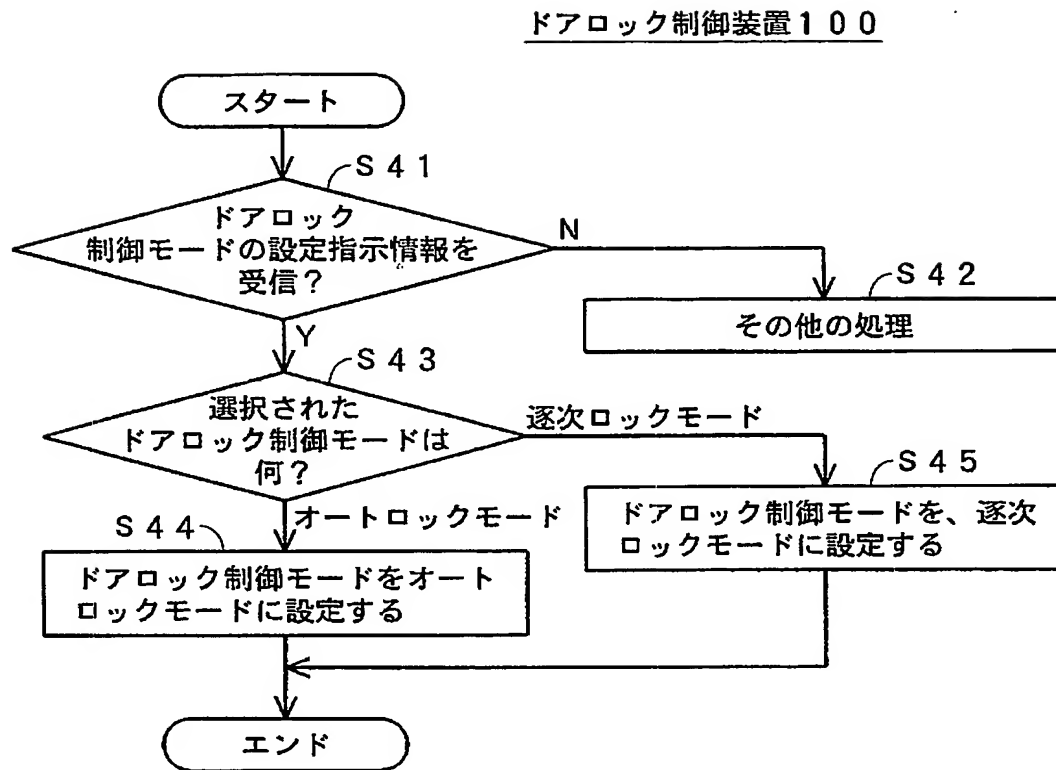 ドアロック制御装置100
スタート
S41
ドアロック
制御モードの設定指示情報を
受信?
N
S42
その他の処理
Y
S43
選択された
ドアロック制御モードは
何?
逐次ロックモード
S45
ドアロック制御モードを、逐次
ロックモードに設定する
オートロックモード
S44
ドアロック制御モードをオート
ロックモードに設定する
エンド